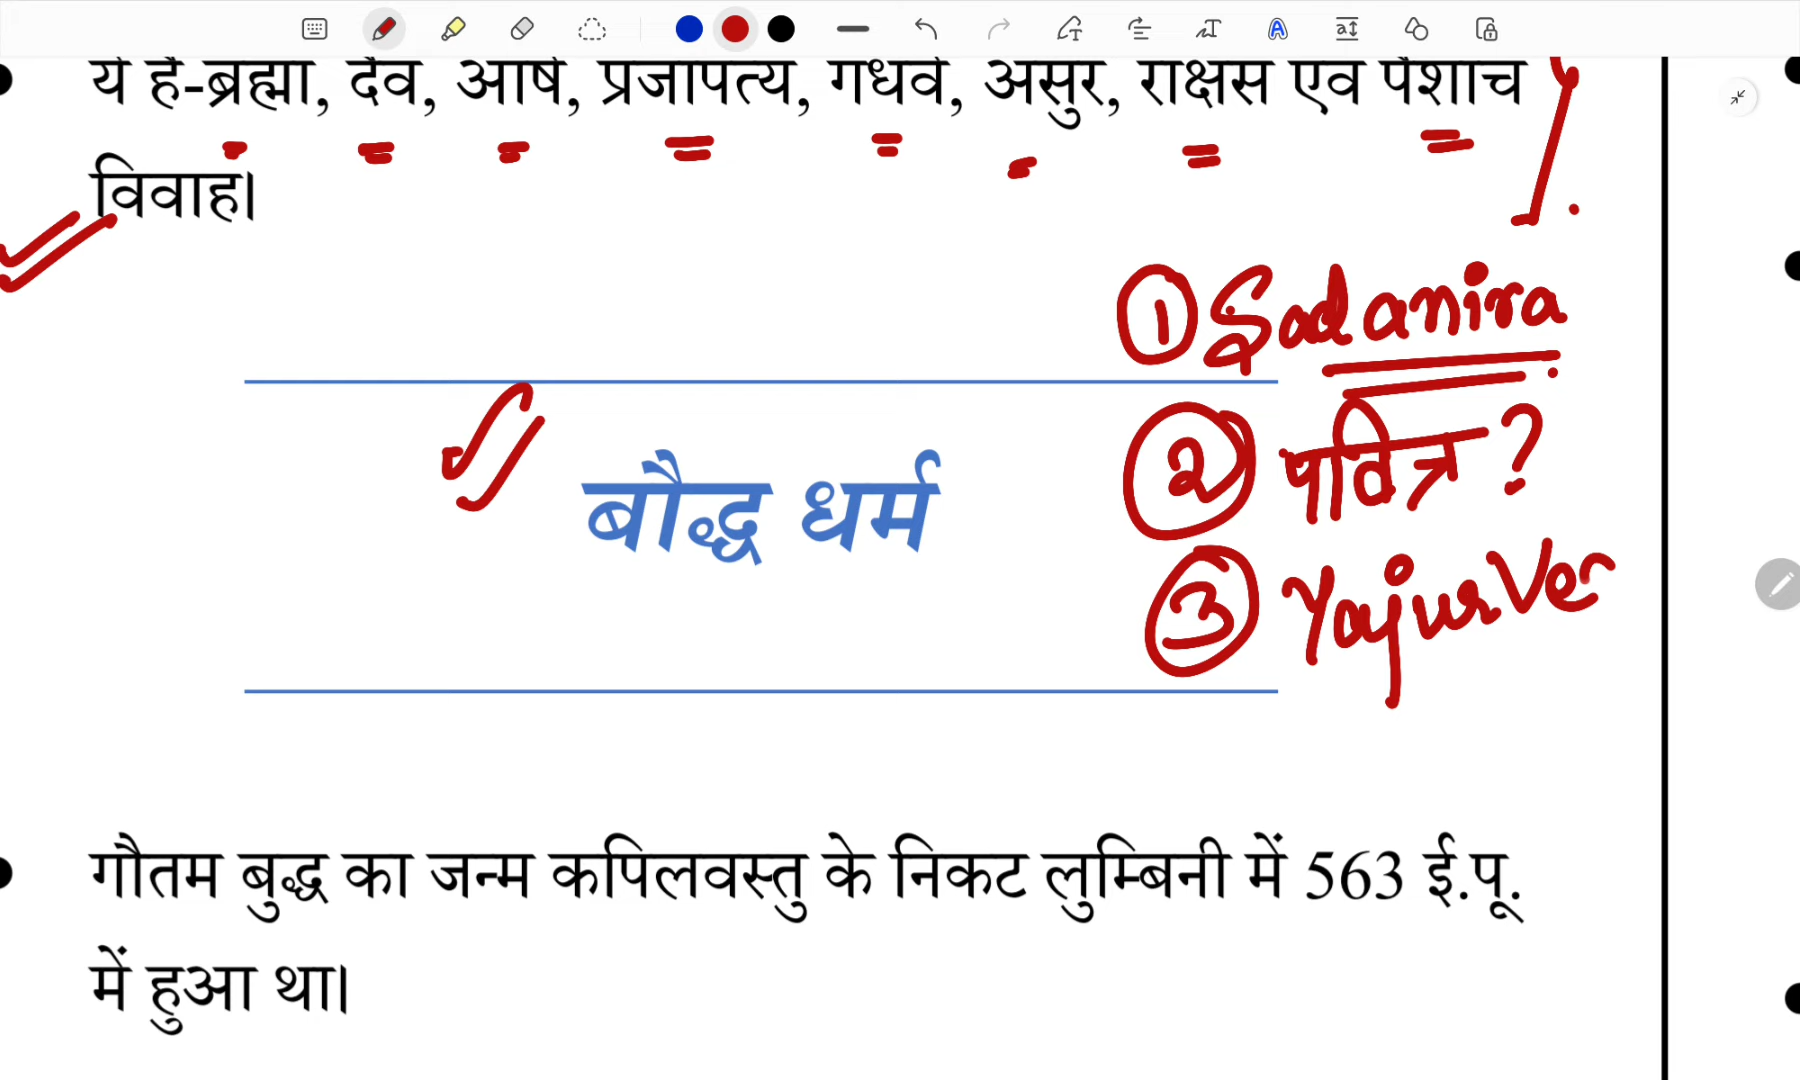 ये हैं-ब्रह्मा, दैव, आर्ष, प्रजापत्य, गंधर्व, असुर, राक्षस एवं पैशाच
विवाह।
① Sadanira
बौद्ध धर्म
② पवित्र ?
③ YajurVer
गौतम बुद्ध का जन्म कपिलवस्तु के निकट लुम्बिनी में 563 ई.पू.
में हुआ था।